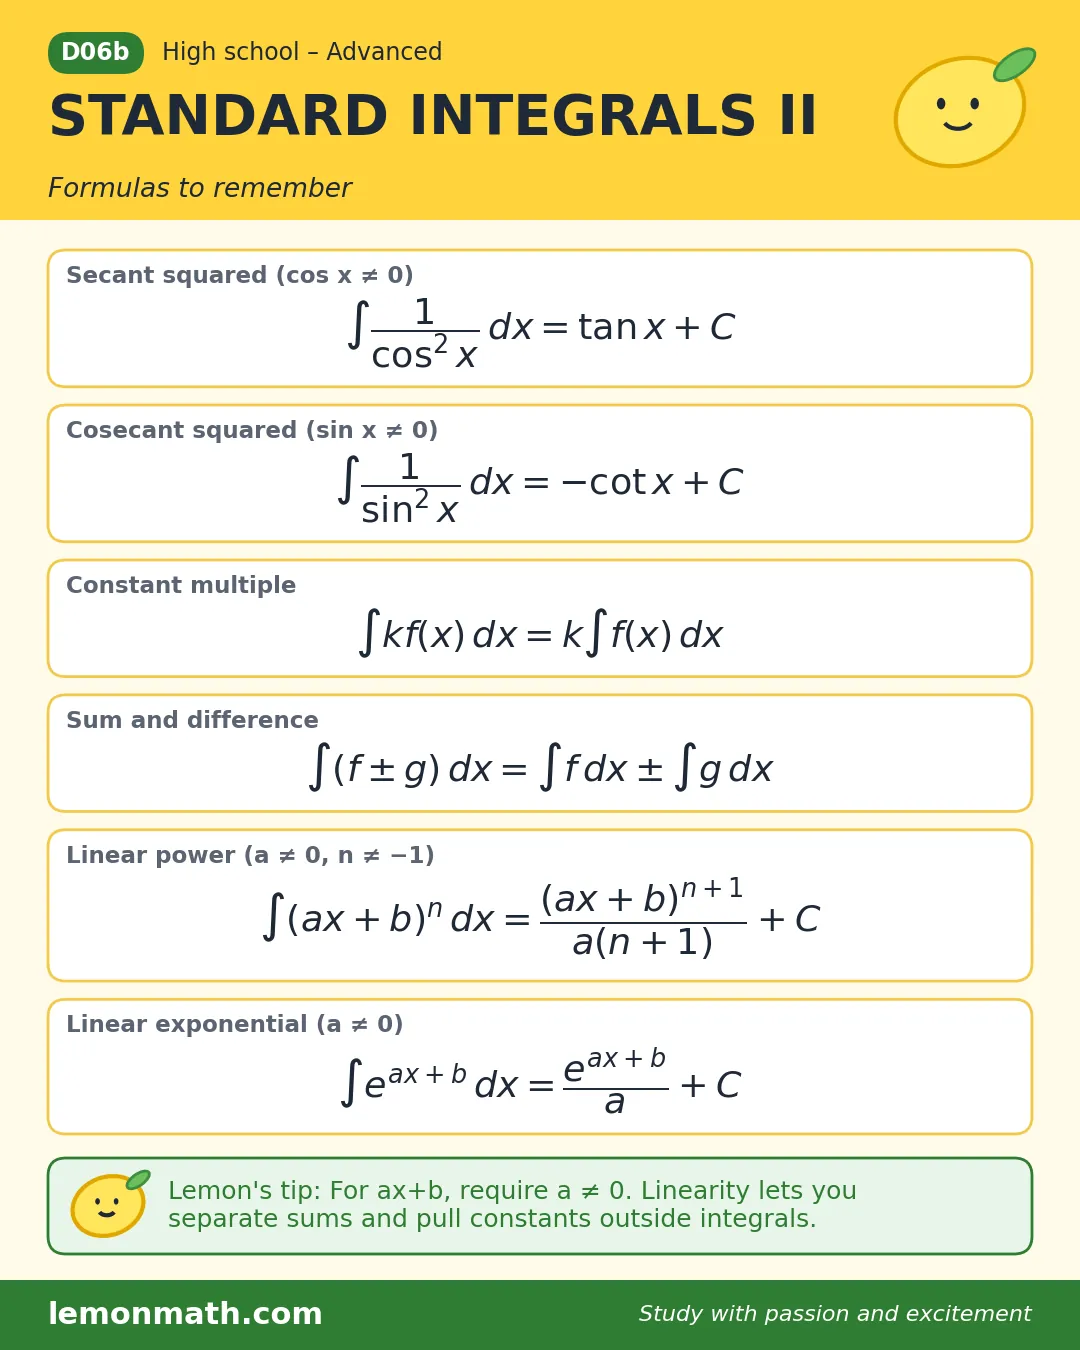 D06b High school – Advanced
STANDARD INTEGRALS II
Formulas to remember
Secant squared (cos x ≠ 0)
∫ 1/cos² x dx = tan x + C
Cosecant squared (sin x ≠ 0)
∫ 1/sin² x dx = −cot x + C
Constant multiple
∫ kf(x) dx = k ∫ f(x) dx
Sum and difference
∫ (f ± g) dx = ∫ f dx ± ∫ g dx
Linear power (a ≠ 0, n ≠ −1)
∫ (ax + b)ⁿ dx = (ax + b)ⁿ⁺¹/a(n + 1) + C
Linear exponential (a ≠ 0)
∫ e^{ax + b} dx = e^{ax + b}/a + C
Lemon's tip: For ax+b, require a ≠ 0. Linearity lets you
separate sums and pull constants outside integrals.
lemonmath.com
Study with passion and excitement